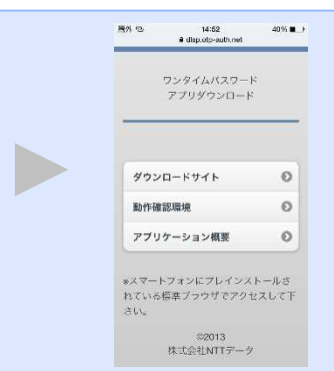 圏外 14:52 40%
disp.otp-auth.net
ワンタイムパスワード
アプリダウンロード
ダウンロードサイト
動作確認環境
アプリケーション概要
※スマートフォンにプレインストールさ
れている標準ブラウザでアクセスして下
さい。
©2013
株式会社NTTデータ